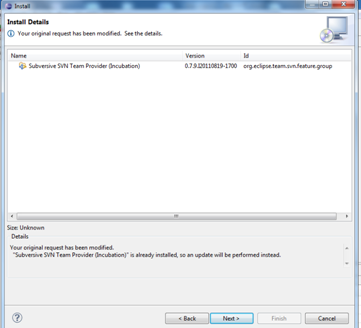 Install
Install Details
Your original request has been modified. See the details.
Name Version Id
Subversive SVN Team Provider (Incubation) 0.7.9.I20110819-1700 org.eclipse.team.svn.feature.group
Size: Unknown
Details
Your original request has been modified.
"Subversive SVN Team Provider (Incubation)" is already installed, so an update will be performed instead.
? < Back Next > Finish Cancel